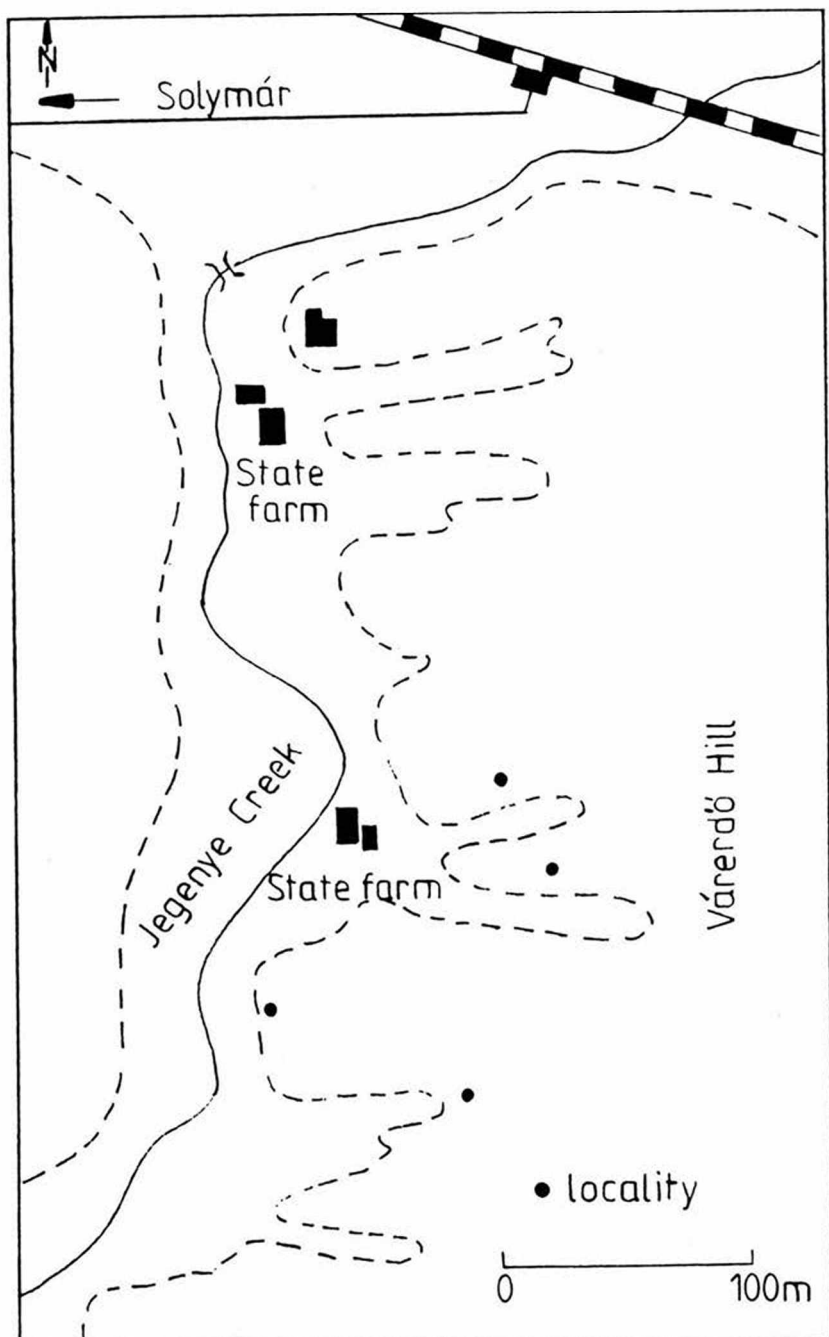 N
Solymár
State
farm
Jegenye Creek
State farm
Várerdő Hill
locality
0 100m